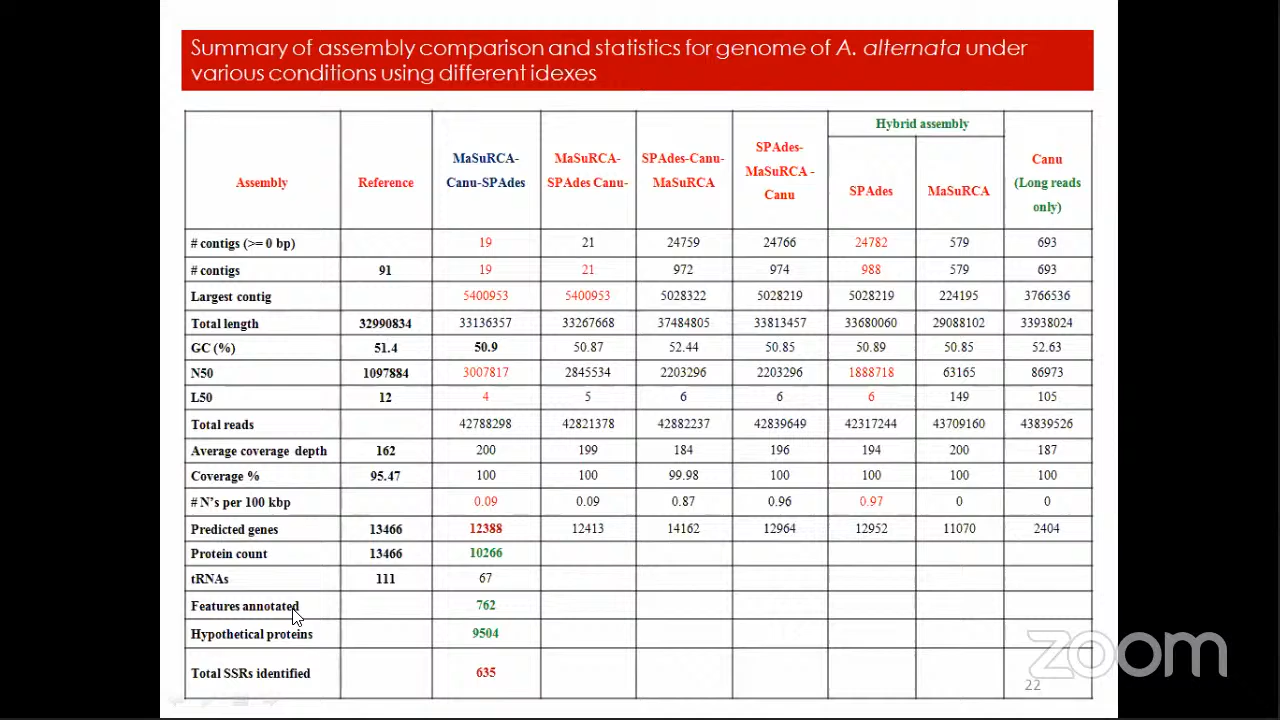 Summary of assembly comparison and statistics for genome of A. alternata under
various conditions using different idexes
Hybrid assembly
Assembly Reference MaSuRCA-Canu-SPAdes MaSuRCA-SPAdes Canu- SPAdes-Canu-MaSuRCA SPAdes-MaSuRCA - Canu SPAdes MaSuRCA Canu (Long reads only)
# contigs (>= 0 bp) 19 21 24759 24766 24782 579 693
# contigs 91 19 21 972 974 988 579 693
Largest contig 5400953 5400953 5028322 5028219 5028219 224195 3766536
Total length 32990834 33136357 33267668 37484805 33813457 33680060 29088102 33938024
GC (%) 51.4 50.9 50.87 52.44 50.85 50.89 50.85 52.63
N50 1097884 3007817 2845534 2203296 2203296 1888718 63165 86973
L50 12 4 5 6 6 6 149 105
Total reads 42788298 42821378 42882237 42839649 42317244 43709160 43839526
Average coverage depth 162 200 199 184 196 194 200 187
Coverage % 95.47 100 100 99.98 100 100 100 100
# N's per 100 kbp 0.09 0.09 0.87 0.96 0.97 0 0
Predicted genes 13466 12388 12413 14162 12964 12952 11070 2404
Protein count 13466 10266
tRNAs 111 67
Features annotated 762
Hypothetical proteins 9504
Total SSRs identified 635
zoom
22